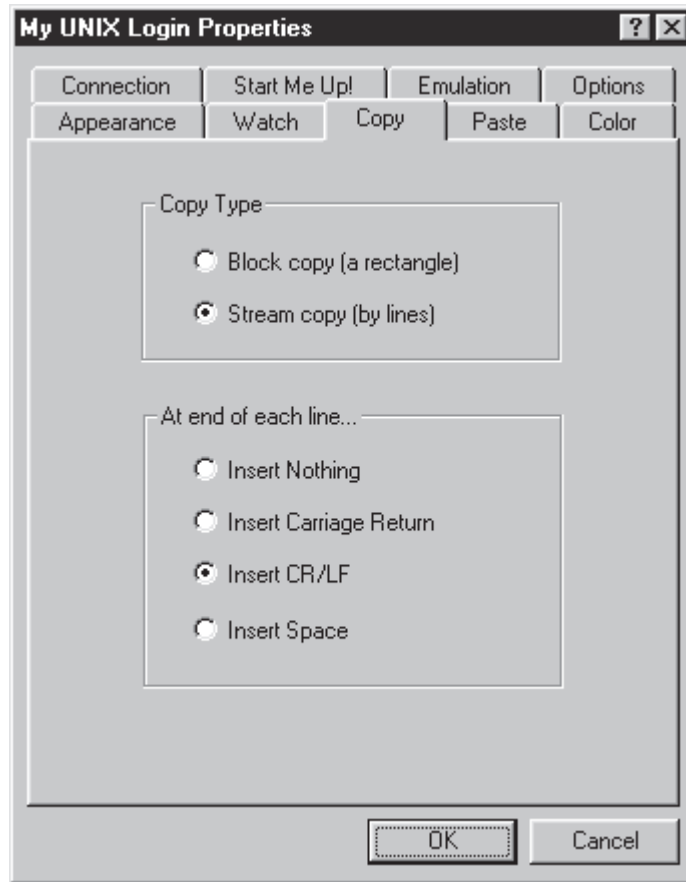 My UNIX Login Properties ? X
Connection Start Me Up! Emulation Options
Appearance Watch Copy Paste Color
Copy Type
Block copy (a rectangle)
Stream copy (by lines)
At end of each line...
Insert Nothing
Insert Carriage Return
Insert CR/LF
Insert Space
OK Cancel